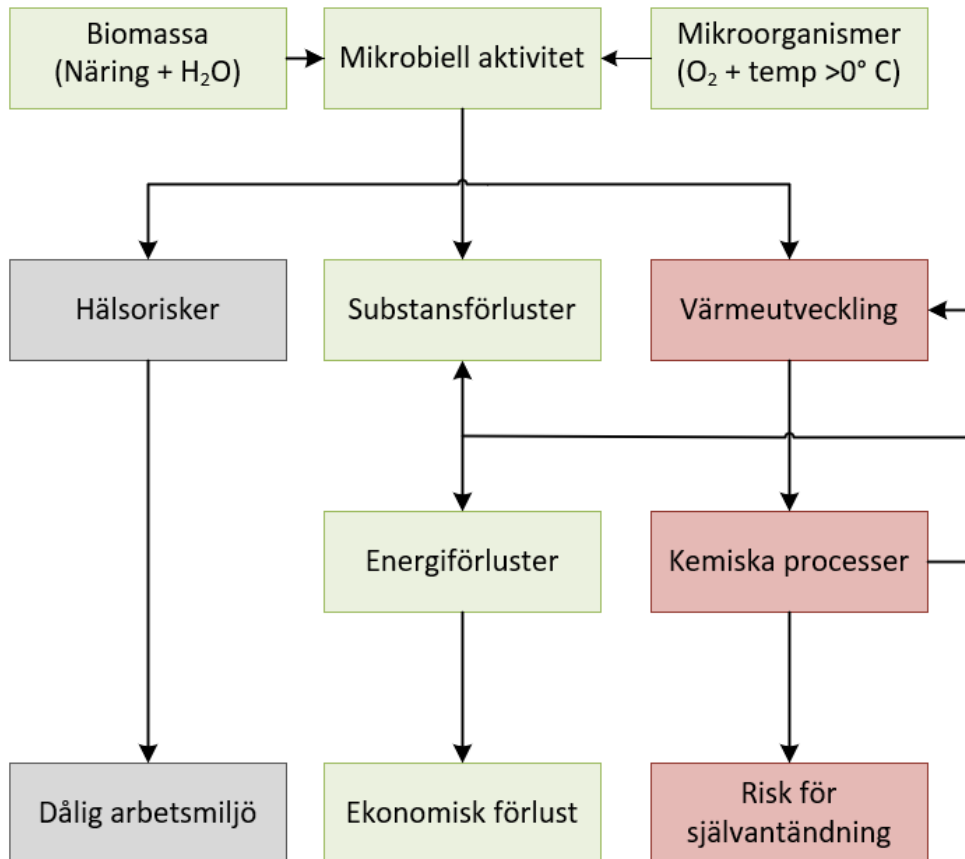 Biomassa
(Näring + H₂O)
Mikrobiell aktivitet
Mikroorganismer
(O₂ + temp >0° C)
Hälsorisker
Substansförluster
Värmeutveckling
Energiförluster
Kemiska processer
Dålig arbetsmiljö
Ekonomisk förlust
Risk för
självantändning